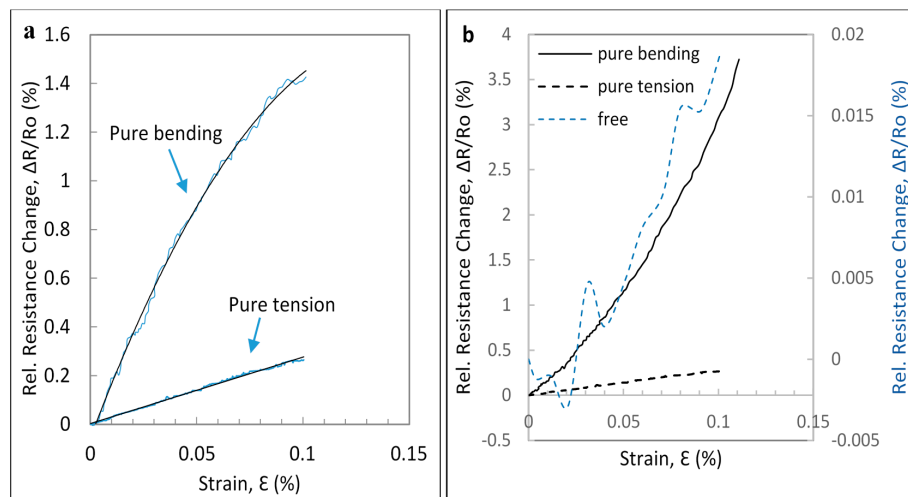 a
Rel. Resistance Change, ΔR/Ro (%)
1.6
1.4
1.2
1
0.8
0.6
0.4
0.2
0
Pure bending
Pure tension
0 0.05 0.1 0.15
Strain, Ɛ (%)
b
Rel. Resistance Change, ΔR/Ro (%)
4
3.5
3
2.5
2
1.5
1
0.5
0
-0.5
pure bending
pure tension
free
0 0.05 0.1 0.15
Strain, Ɛ (%)
0.02
0.015
0.01
0.005
0
-0.005
Rel. Resistance Change, ΔR/Ro (%)